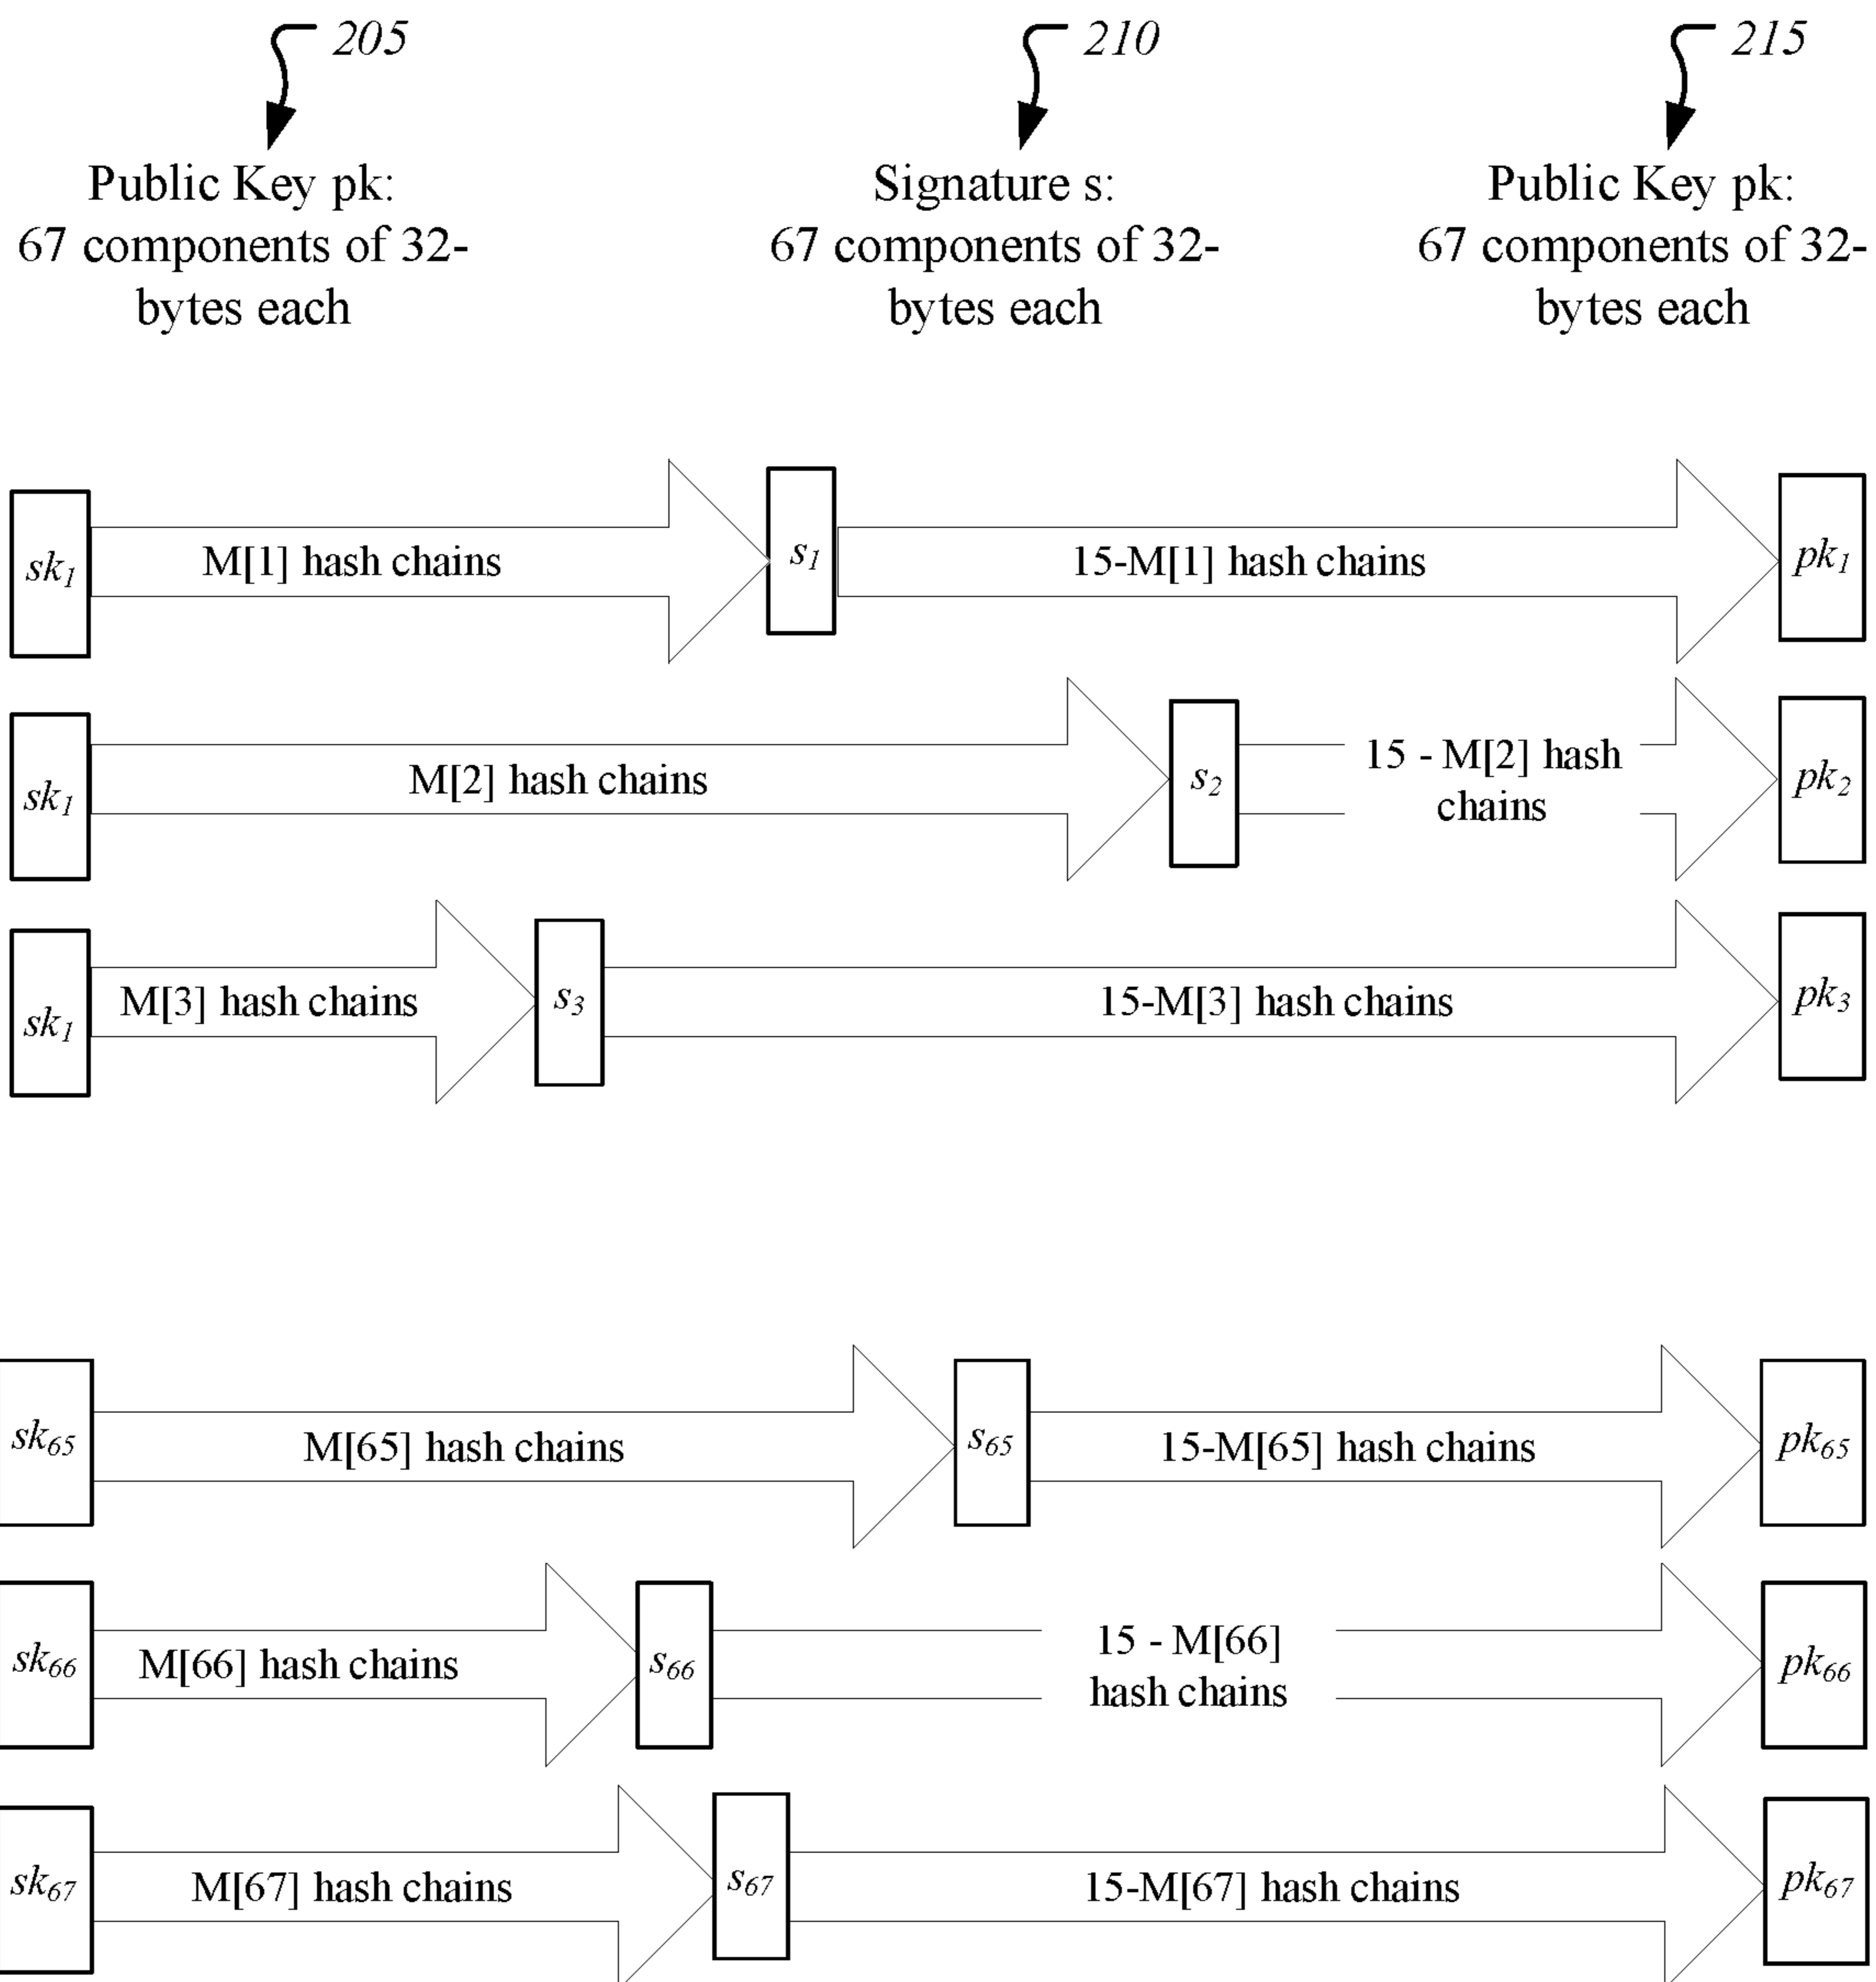 205
210
215
Public Key pk:
67 components of 32-
bytes each
Signature s:
67 components of 32-
bytes each
Public Key pk:
67 components of 32-
bytes each
sk1
M[1] hash chains
s1
15-M[1] hash chains
pk1
sk1
M[2] hash chains
s2
15 - M[2] hash
chains
pk2
sk1
M[3] hash chains
s3
15-M[3] hash chains
pk3
sk65
M[65] hash chains
s65
15-M[65] hash chains
pk65
sk66
M[66] hash chains
s66
15 - M[66]
hash chains
pk66
sk67
M[67] hash chains
s67
15-M[67] hash chains
pk67